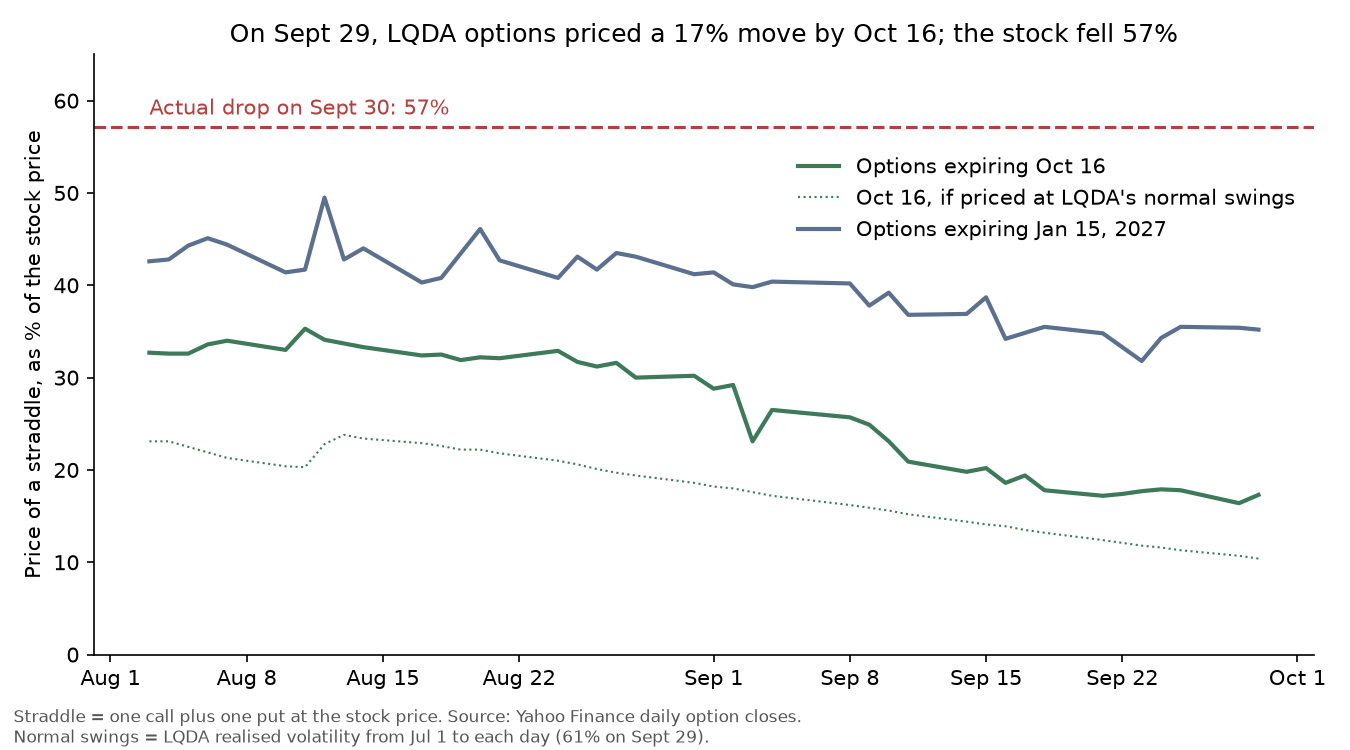 On Sept 29, LQDA options priced a 17% move by Oct 16; the stock fell 57%
Price of a straddle, as % of the stock price
60
50
40
30
20
10
0
Actual drop on Sept 30: 57%
Options expiring Oct 16
Oct 16, if priced at LQDA's normal swings
Options expiring Jan 15, 2027
Aug 1
Aug 8
Aug 15
Aug 22
Sep 1
Sep 8
Sep 15
Sep 22
Oct 1
Straddle = one call plus one put at the stock price. Source: Yahoo Finance daily option closes.
Normal swings = LQDA realised volatility from Jul 1 to each day (61% on Sept 29).